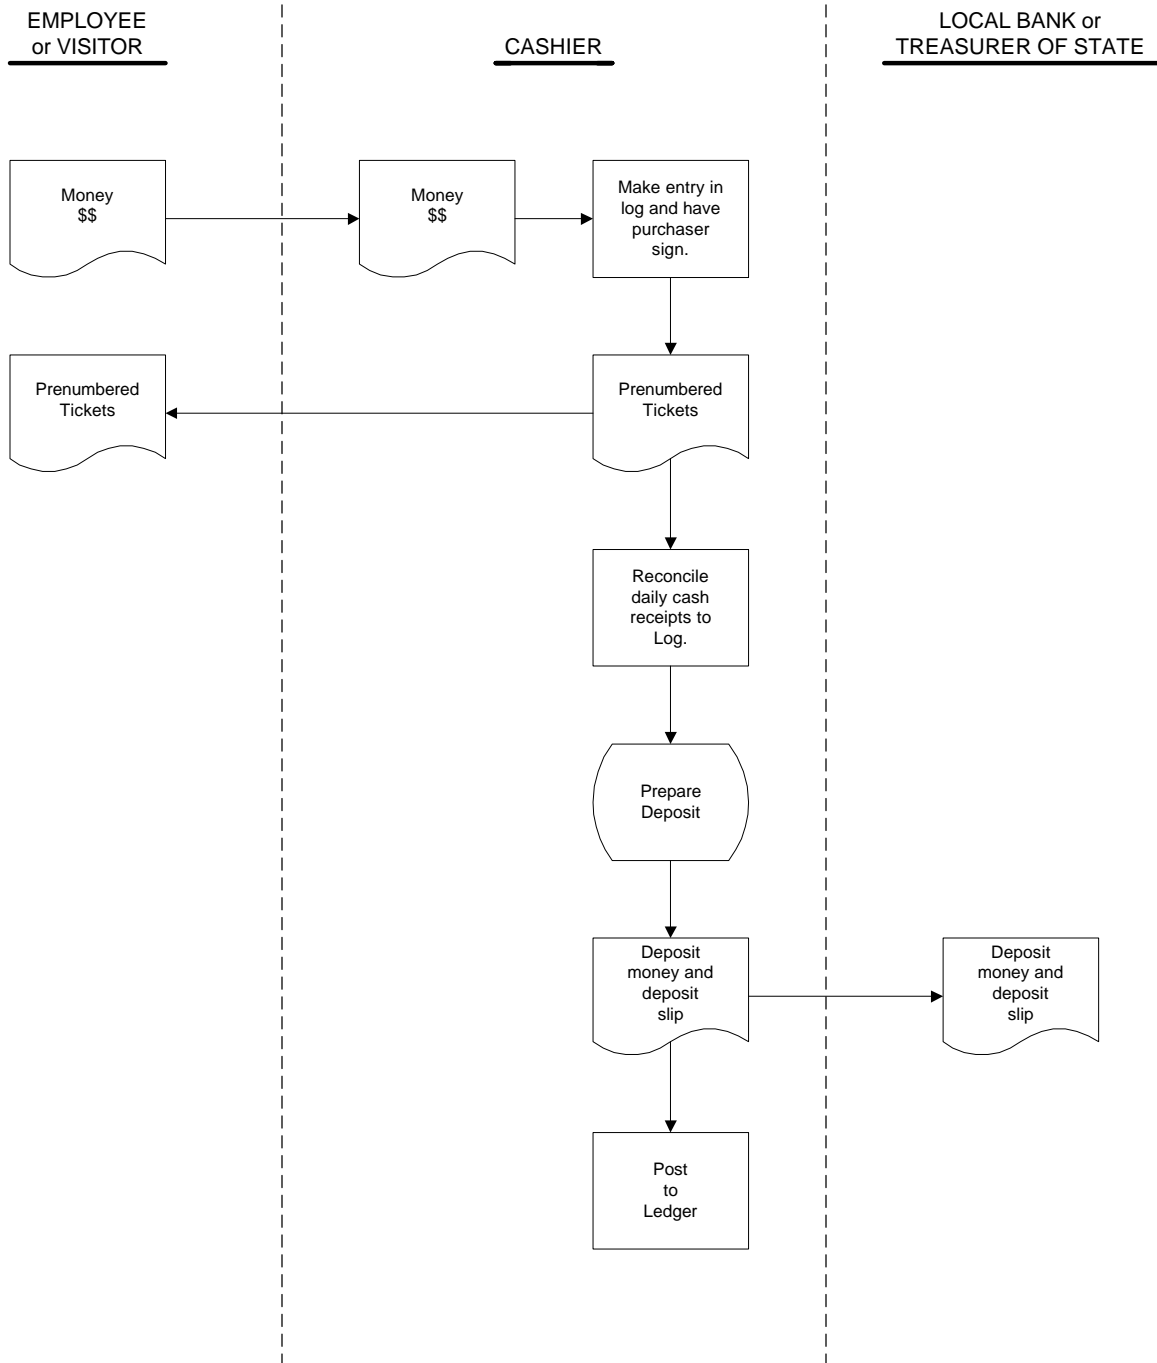 EMPLOYEE
or VISITOR
CASHIER
LOCAL BANK or
TREASURER OF STATE
Money
$$
Money
$$
Make entry in
log and have
purchaser
sign.
Prenumbered
Tickets
Prenumbered
Tickets
Reconcile
daily cash
receipts to
Log.
Prepare
Deposit
Deposit
money and
deposit
slip
Deposit
money and
deposit
slip
Post
to
Ledger